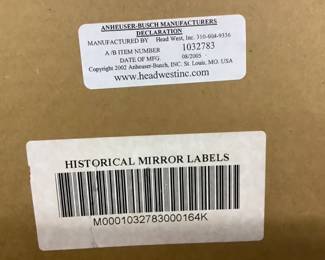 ANHEUSER-BUSCH MANUFACTURERS
DECLARATION
MANUFACTURED BY Head West, Inc. 310-604-9336
A /B ITEM NUMBER 1032783
DATE OF MFG. 08/2005
Copyright 2002 Anheuser-Busch, INC. St. Louis, MO. USA
www.headwestinc.com
HISTORICAL MIRROR LABELS
M0001032783000164K